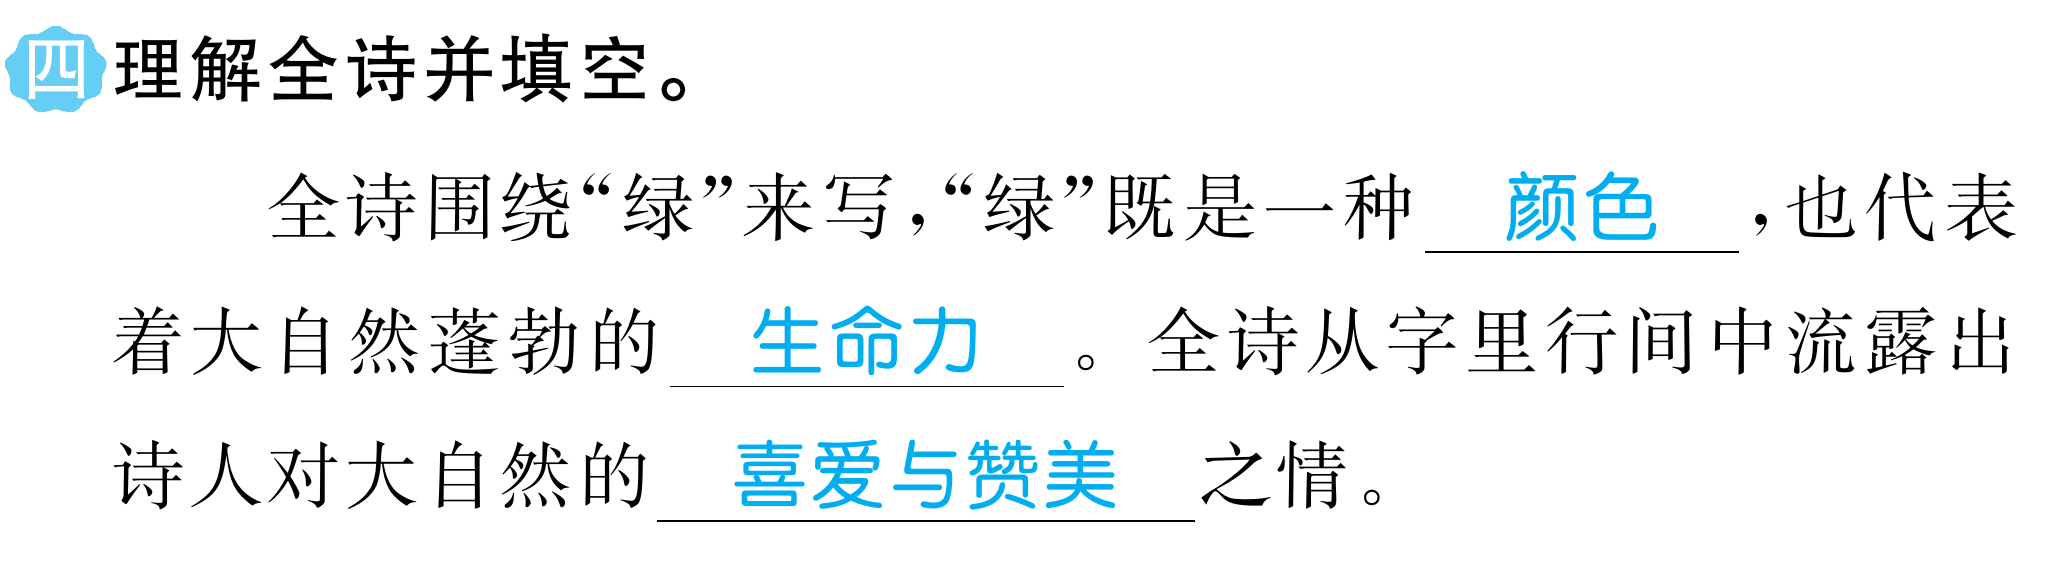 四 理解全诗并填空。
全诗围绕“绿”来写，“绿”既是一种 颜色 ，也代表
着大自然蓬勃的 生命力 。全诗从字里行间中流露出
诗人对大自然的 喜爱与赞美 之情。